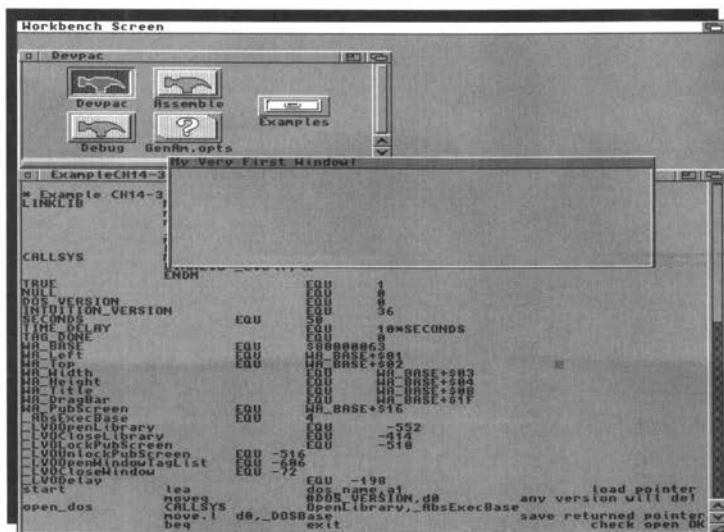 Workbench Screen
Devpac
Devpac Assemble
Examples
Debug GenAm.opts
My Very First Window!
ExampleCH14-3
* Example CH14-3
LINKLIB
CALLSYS
ENDM
TRUE EQU 1
NULL EQU 0
DOS_VERSION EQU 0
INTUITION_VERSION EQU 36
SECONDS EQU 50
TIME_DELAY EQU 10*SECONDS
TAG_DONE EQU 0
WA_BASE EQU $80000063
WA_Left EQU WA_BASE+$01
WA_Top EQU WA_BASE+$02
WA_Width EQU WA_BASE+$03
WA_Height EQU WA_BASE+$04
WA_Title EQU WA_BASE+$0B
WA_DragBar EQU WA_BASE+$1F
WA_PubScreen EQU WA_BASE+$16
_AbsExecBase EQU 4
_LVOOpenLibrary EQU -552
_LVOCloseLibrary EQU -414
_LVOLockPubScreen EQU -510
_LVOUnlockPubScreen EQU -516
_LVOOpenWindowTagList EQU -606
_LVOCloseWindow EQU -72
_LVODelay EQU -198
start lea dos_name,a1 load pointer
moveq #DOS_VERSION,d0 any version will do!
open_dos CALLSYS OpenLibrary,_AbsExecBase
move.l d0,_DOSBase save returned pointer
beq exit check open OK